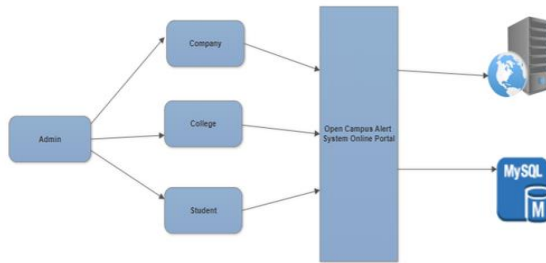 Company
Admin
College
Student
Open Campus Alert
System Online Portal
MySQL
M